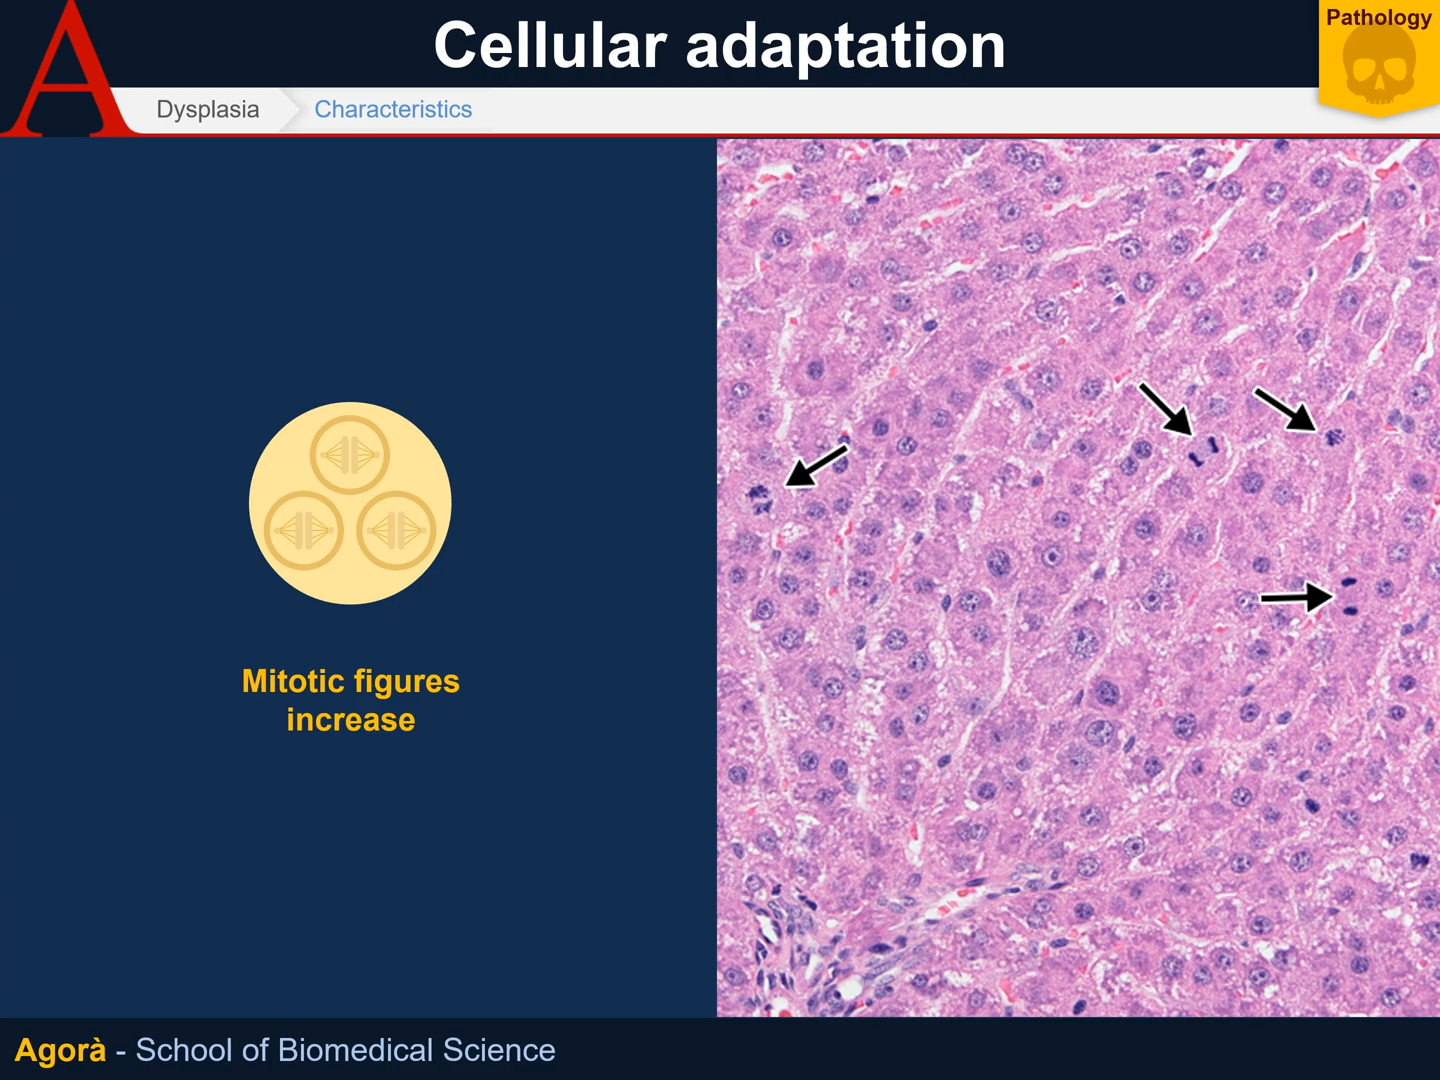 Cellular adaptation
Pathology
Dysplasia
Characteristics
Mitotic figures
increase
Agorà - School of Biomedical Science